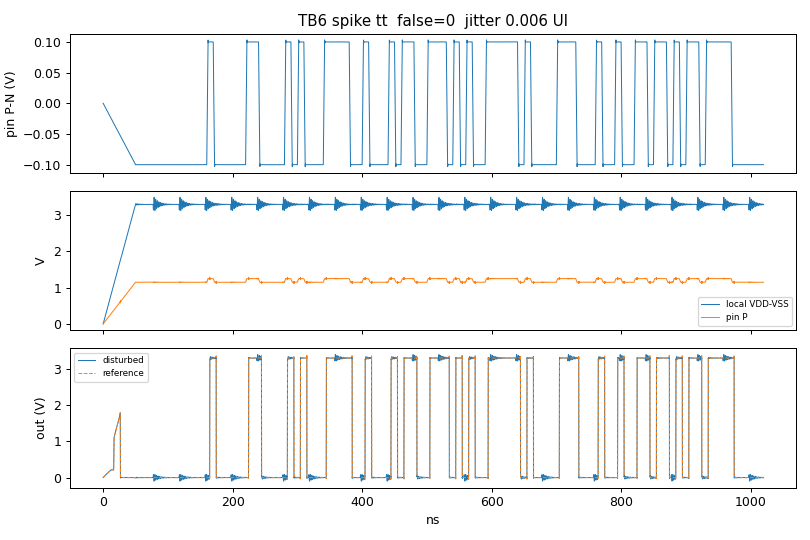 TB6 spike tt  false=0  jitter 0.006 UI
pin P-N (V)
0.10
0.05
0.00
−0.05
−0.10
V
3
2
1
0
local VDD-VSS
pin P
out (V)
3
2
1
0
disturbed
reference
0 200 400 600 800 1000
ns